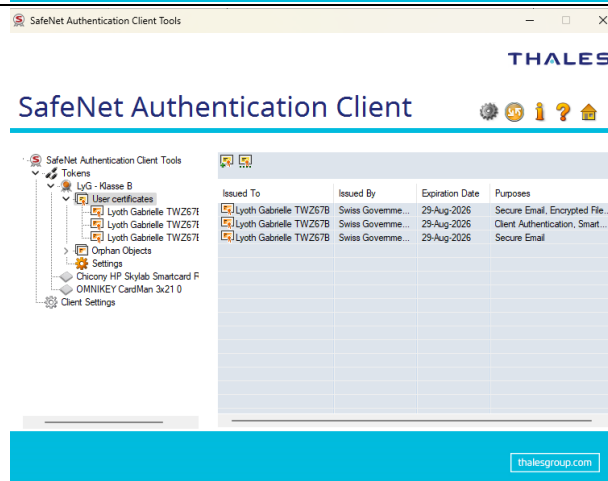 SafeNet Authentication Client Tools
THALES
SafeNet Authentication Client
SafeNet Authentication Client Tools
Tokens
LyG - Klasse B
User certificates
Lyoth Gabrielle TWZ67E
Lyoth Gabrielle TWZ67E
Lyoth Gabrielle TWZ67E
Orphan Objects
Settings
Chicony HP Skylab Smartcard R
OMNIKEY CardMan 3x21 0
Client Settings
Issued To Issued By Expiration Date Purposes
Lyoth Gabrielle TWZ67B Swiss Governme... 29-Aug-2026 Secure Email, Encrypted File...
Lyoth Gabrielle TWZ67B Swiss Governme... 29-Aug-2026 Client Authentication, Smart...
Lyoth Gabrielle TWZ67B Swiss Governme... 29-Aug-2026 Secure Email
thalesgroup.com